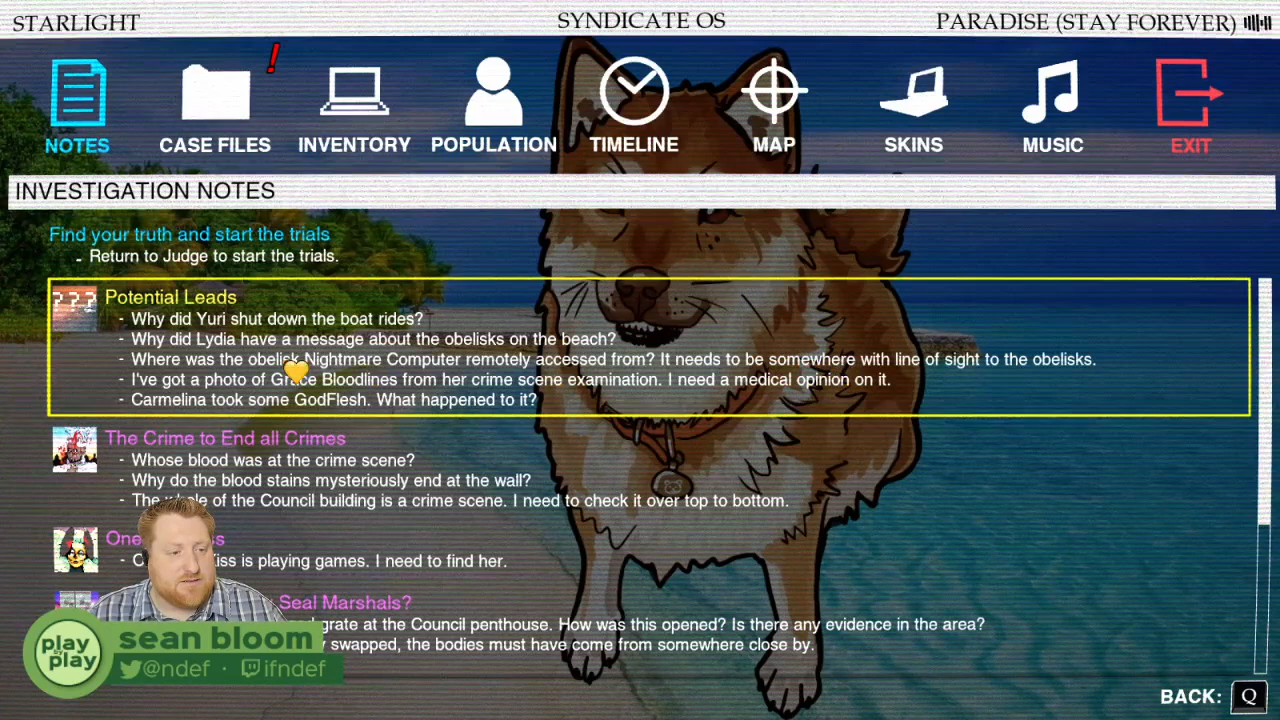 STARLIGHT
SYNDICATE OS
PARADISE (STAY FOREVER)
!
NOTES
CASE FILES
INVENTORY
POPULATION
TIMELINE
MAP
SKINS
MUSIC
EXIT
INVESTIGATION NOTES
Find your truth and start the trials
- Return to Judge to start the trials.
???
Potential Leads
- Why did Yuri shut down the boat rides?
- Why did Lydia have a message about the obelisks on the beach?
- Where was the obelisk Nightmare Computer remotely accessed from? It needs to be somewhere with line of sight to the obelisks.
- I've got a photo of Grace Bloodlines from her crime scene examination. I need a medical opinion on it.
- Carmelina took some GodFlesh. What happened to it?
The Crime to End all Crimes
- Whose blood was at the crime scene?
- Why do the blood stains mysteriously end at the wall?
- The whole of the Council building is a crime scene. I need to check it over top to bottom.
One
- kiss is playing games. I need to find her.
Seal Marshals?
grate at the Council penthouse. How was this opened? Is there any evidence in the area?
swapped, the bodies must have come from somewhere close by.
play by play
sean bloom
@ndef · ifndef
BACK: Q